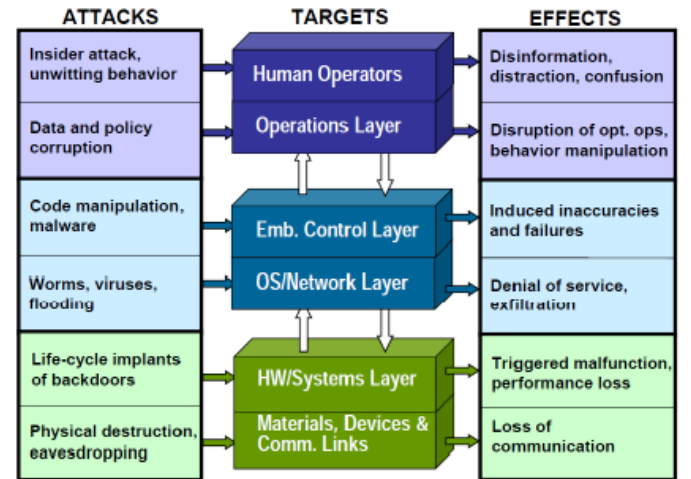 ATTACKS
TARGETS
EFFECTS
Insider attack,
unwitting behavior
Human Operators
Disinformation,
distraction, confusion
Data and policy
corruption
Operations Layer
Disruption of opt. ops,
behavior manipulation
Code manipulation,
malware
Emb. Control Layer
Induced inaccuracies
and failures
Worms, viruses,
flooding
OS/Network Layer
Denial of service,
exfiltration
Life-cycle implants
of backdoors
HW/Systems Layer
Triggered malfunction,
performance loss
Physical destruction,
eavesdropping
Materials, Devices &
Comm. Links
Loss of
communication